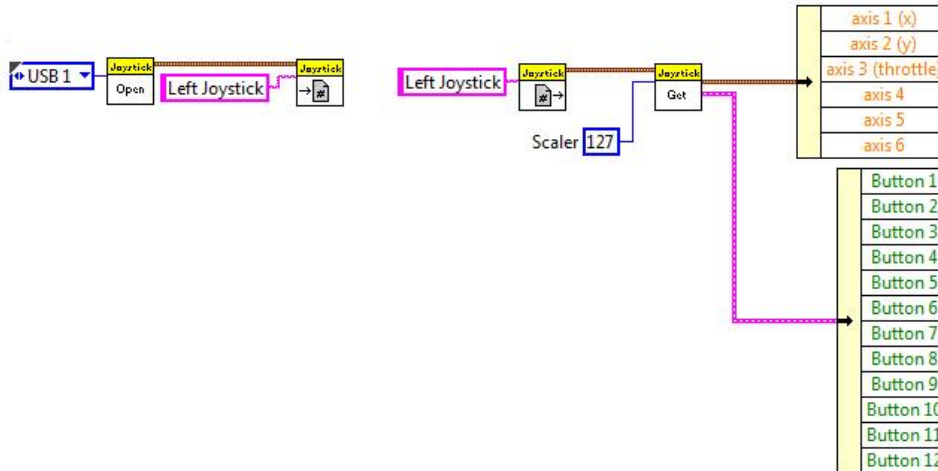 USB 1
Joystick
Open
Left Joystick
Joystick
#
Left Joystick
Joystick
#
Joystick
Get
Scaler 127
axis 1 (x)
axis 2 (y)
axis 3 (throttle)
axis 4
axis 5
axis 6
Button 1
Button 2
Button 3
Button 4
Button 5
Button 6
Button 7
Button 8
Button 9
Button 10
Button 11
Button 12